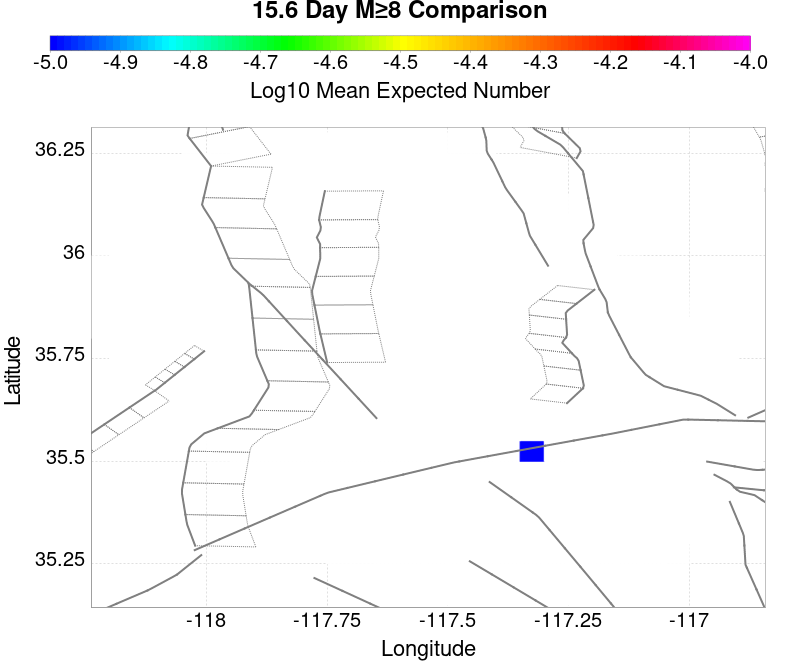 15.6 Day M≥8 Comparison
-5.0 -4.9 -4.8 -4.7 -4.6 -4.5 -4.4 -4.3 -4.2 -4.1 -4.0
Log10 Mean Expected Number
36.25
36
35.75
35.5
35.25
Latitude
-118 -117.75 -117.5 -117.25 -117
Longitude